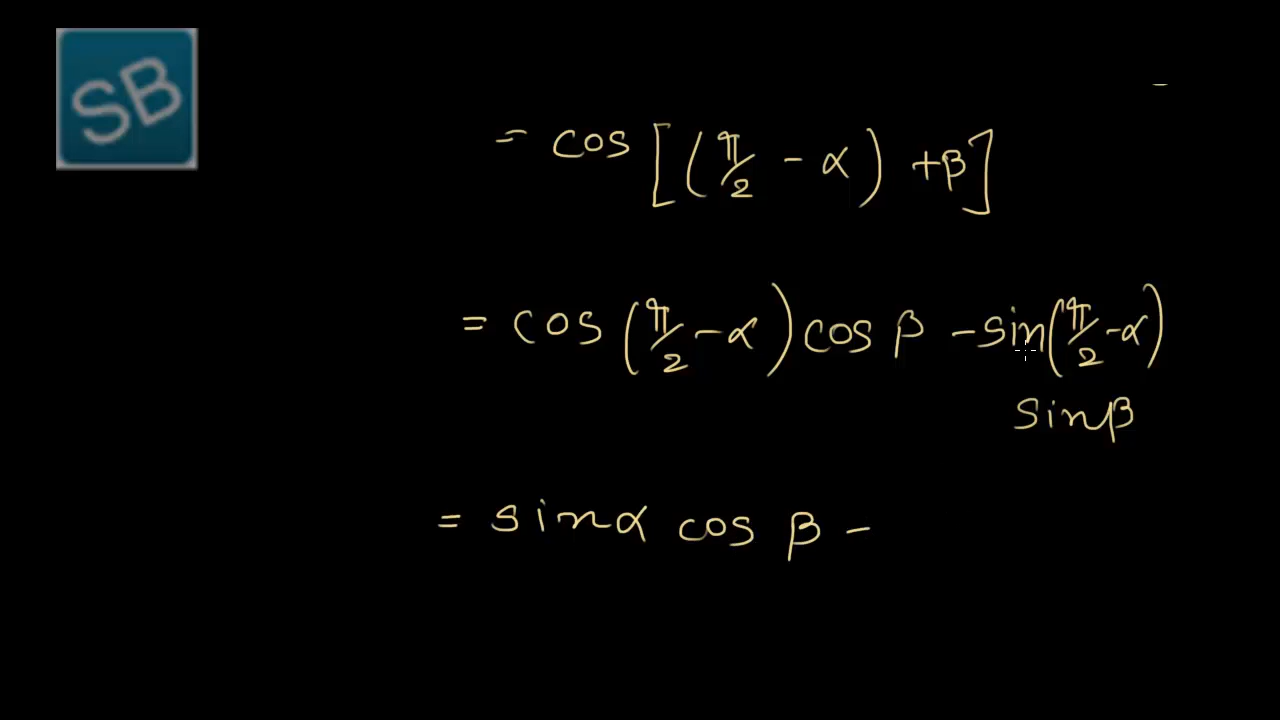 SB
= cos [(π/2 - α) + β]
= cos (π/2 - α) cos β - sin (π/2 - α)
sin β
= sin α cos β -